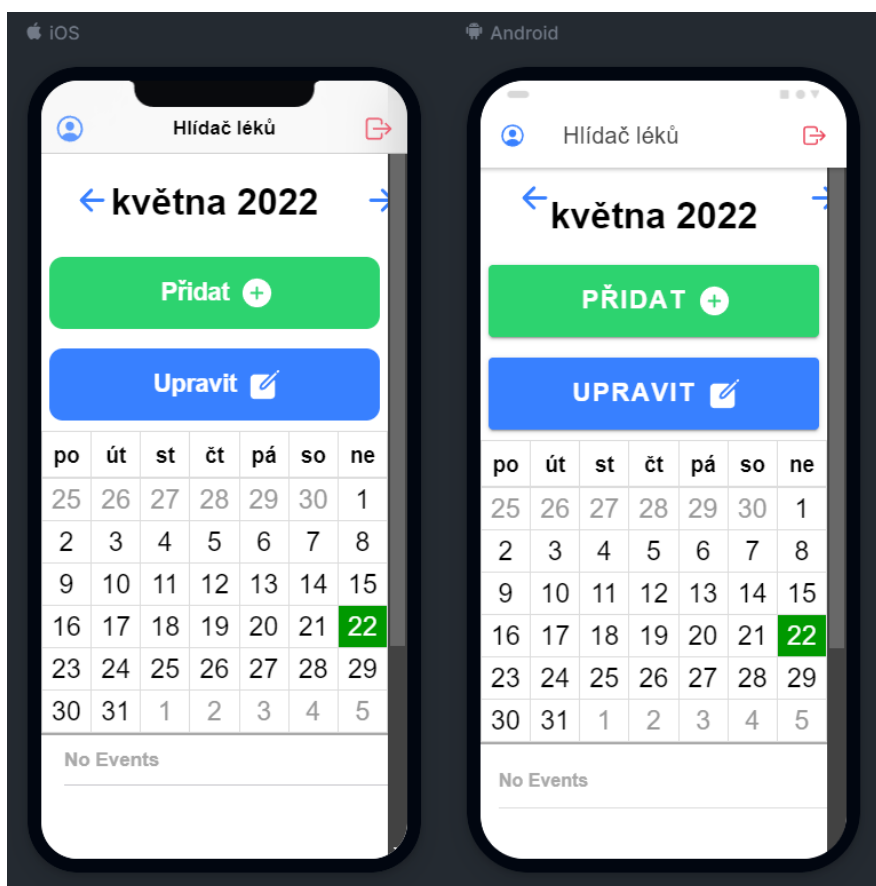 iOS
Hlídač léků
května 2022
Přidat
Upravit
po út st čt pá so ne
25 26 27 28 29 30 1
2 3 4 5 6 7 8
9 10 11 12 13 14 15
16 17 18 19 20 21 22
23 24 25 26 27 28 29
30 31 1 2 3 4 5
No Events
Android
Hlídač léků
května 2022
PŘIDAT
UPRAVIT
po út st čt pá so ne
25 26 27 28 29 30 1
2 3 4 5 6 7 8
9 10 11 12 13 14 15
16 17 18 19 20 21 22
23 24 25 26 27 28 29
30 31 1 2 3 4 5
No Events